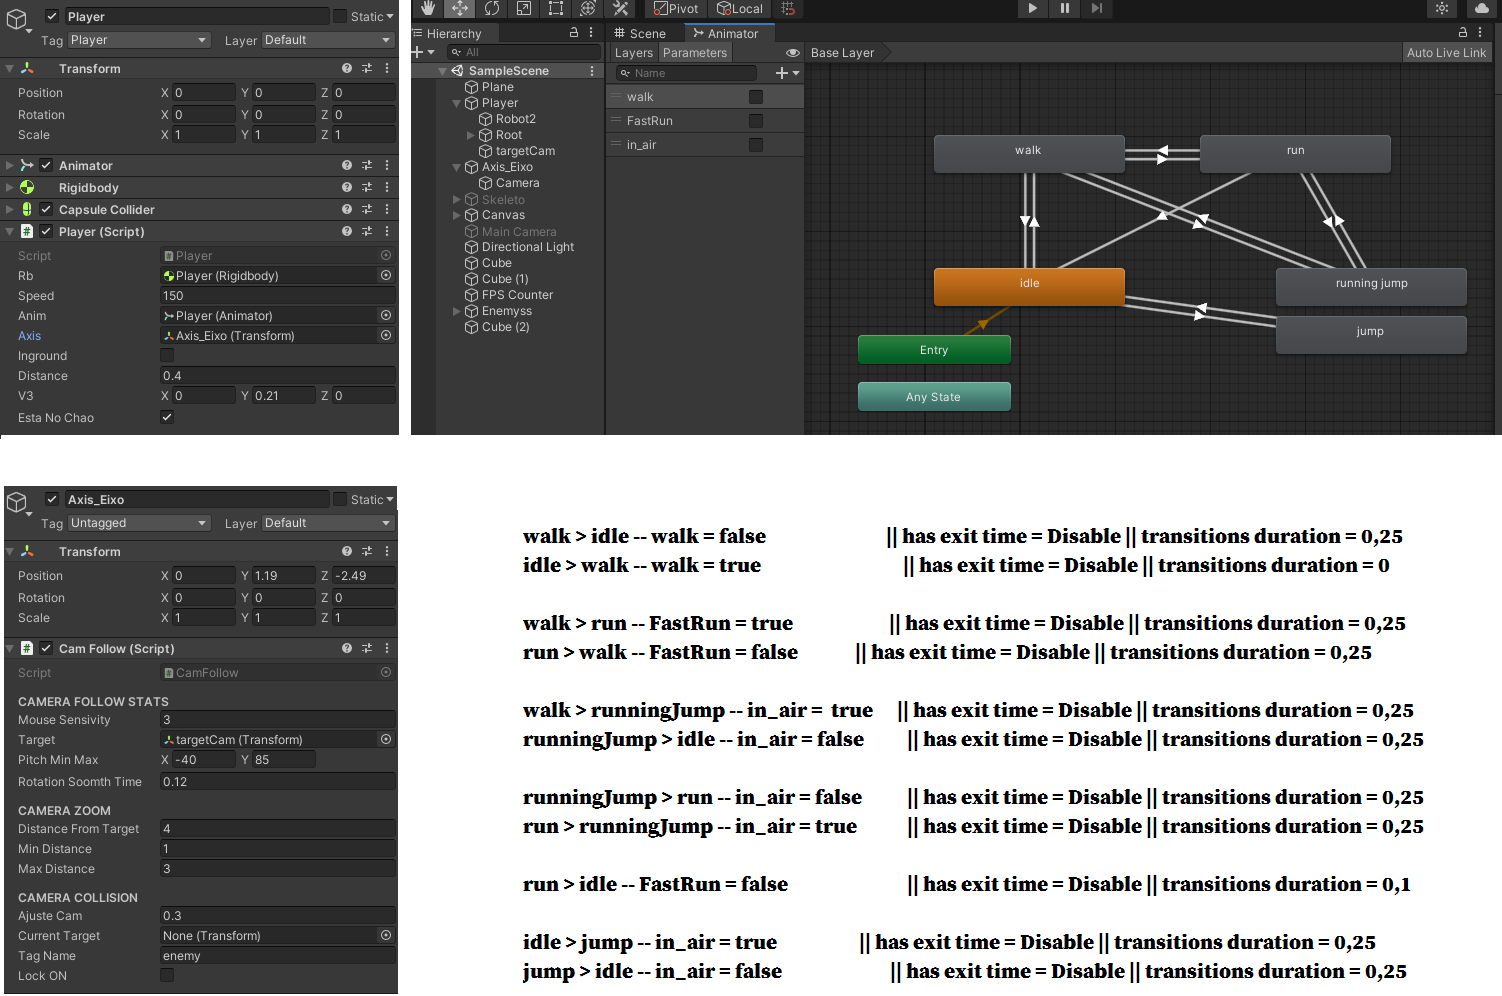 Player
Static
Tag Player Layer Default
Transform
Position X 0 Y 0 Z 0
Rotation X 0 Y 0 Z 0
Scale X 1 Y 1 Z 1
Animator
Rigidbody
Capsule Collider
# Player (Script)
Script # Player
Rb Player (Rigidbody)
Speed 150
Anim Player (Animator)
Axis Axis_Eixo (Transform)
Inground
Distance 0.4
V3 X 0 Y 0.21 Z 0
Esta No Chao
Pivot Local
Hierarchy
All
SampleScene
Plane
Player
Robot2
Root
targetCam
Axis_Eixo
Camera
Skeleto
Canvas
Main Camera
Directional Light
Cube
Cube (1)
FPS Counter
Enemyss
Cube (2)
# Scene Animator
Layers Parameters
Name
walk
FastRun
in_air
Base Layer
Auto Live Link
walk
run
idle
running jump
jump
Entry
Any State
Axis_Eixo
Static
Tag Untagged Layer Default
Transform
Position X 0 Y 1.19 Z -2.49
Rotation X 0 Y 0 Z 0
Scale X 1 Y 1 Z 1
# Cam Follow (Script)
Script # CamFollow
CAMERA FOLLOW STATS
Mouse Sensivity 3
Target targetCam (Transform)
Pitch Min Max X -40 Y 85
Rotation Soomth Time 0.12
CAMERA ZOOM
Distance From Target 4
Min Distance 1
Max Distance 3
CAMERA COLLISION
Ajuste Cam 0.3
Current Target None (Transform)
Tag Name enemy
Lock ON
walk > idle -- walk = false || has exit time = Disable || transitions duration = 0,25
idle > walk -- walk = true || has exit time = Disable || transitions duration = 0
walk > run -- FastRun = true || has exit time = Disable || transitions duration = 0,25
run > walk -- FastRun = false || has exit time = Disable || transitions duration = 0,25
walk > runningJump -- in_air = true || has exit time = Disable || transitions duration = 0,25
runningJump > idle -- in_air = false || has exit time = Disable || transitions duration = 0,25
runningJump > run -- in_air = false || has exit time = Disable || transitions duration = 0,25
run > runningJump -- in_air = true || has exit time = Disable || transitions duration = 0,25
run > idle -- FastRun = false || has exit time = Disable || transitions duration = 0,1
idle > jump -- in_air = true || has exit time = Disable || transitions duration = 0,25
jump > idle -- in_air = false || has exit time = Disable || transitions duration = 0,25